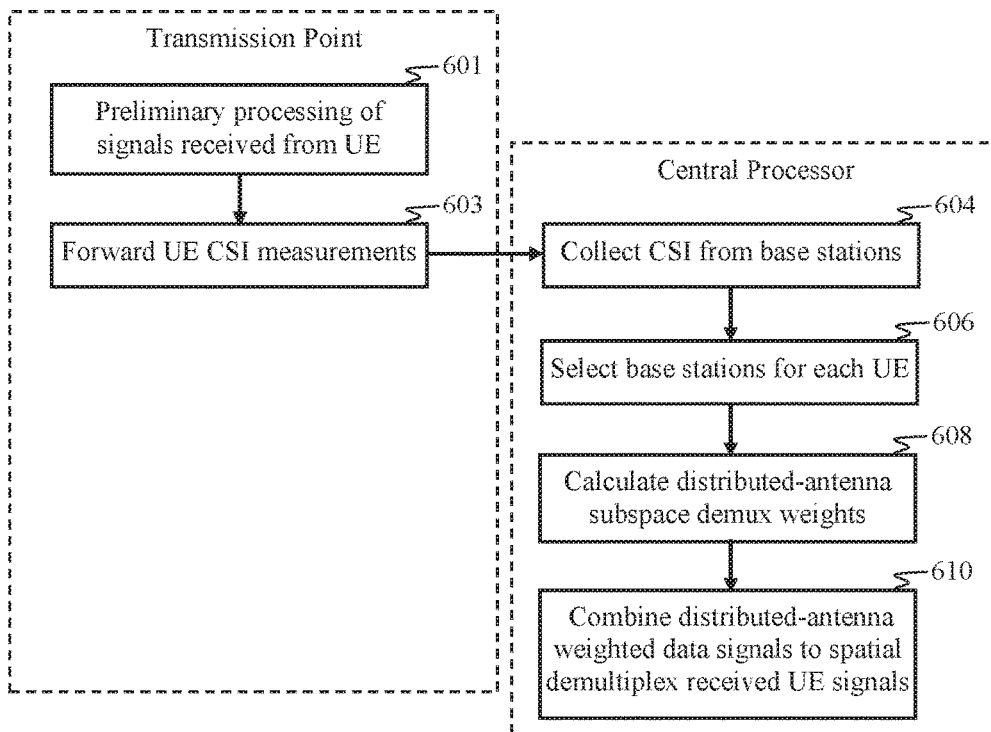 Transmission Point
601
Preliminary processing of
signals received from UE
603
Forward UE CSI measurements
Central Processor
604
Collect CSI from base stations
606
Select base stations for each UE
608
Calculate distributed-antenna
subspace demux weights
610
Combine distributed-antenna
weighted data signals to spatial
demultiplex received UE signals